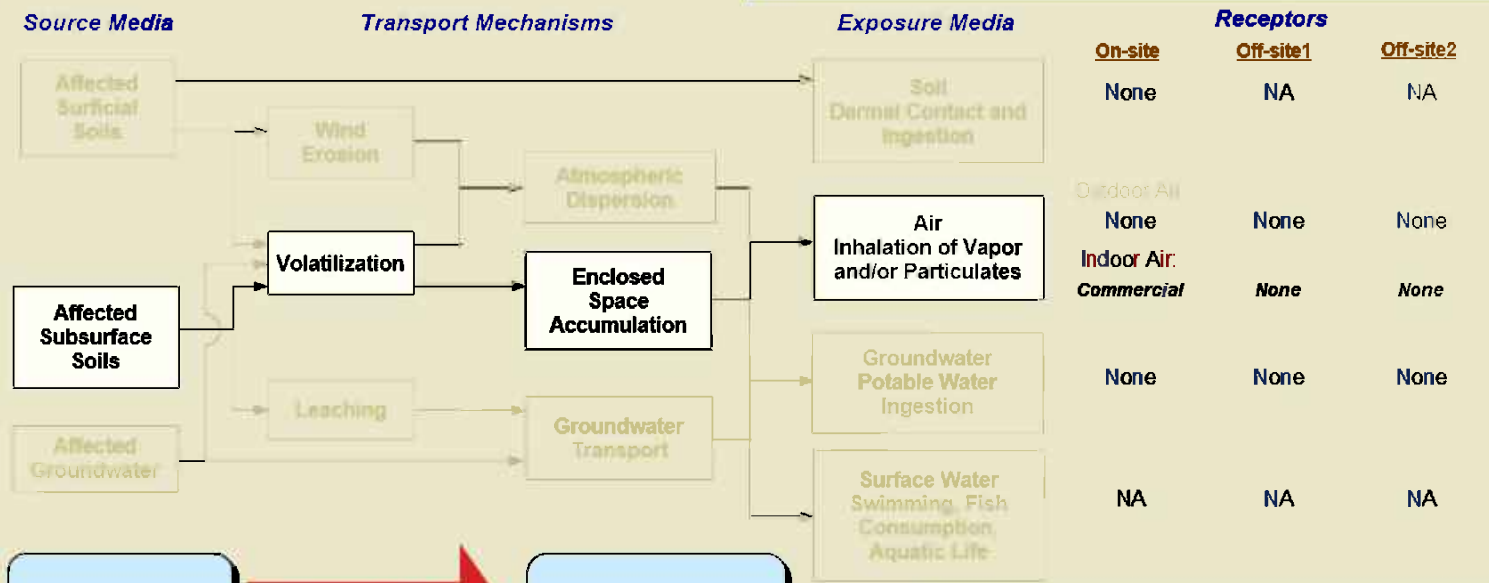 Source Media
Transport Mechanisms
Exposure Media
Receptors
On-site
Off-site1
Off-site2
Affected
Surficial
Soils
Soil
Dermal Contact and
Ingestion
None
NA
NA
Wind
Erosion
Atmospheric
Dispersion
Outdoor Air
Air
Inhalation of Vapor
and/or Particulates
None
None
None
Indoor Air:
Commercial
None
None
Volatilization
Enclosed
Space
Accumulation
Affected
Subsurface
Soils
Groundwater
Potable Water
Ingestion
None
None
None
Leaching
Groundwater
Transport
Affected
Groundwater
Surface Water
Swimming, Fish
Consumption,
Aquatic Life
NA
NA
NA